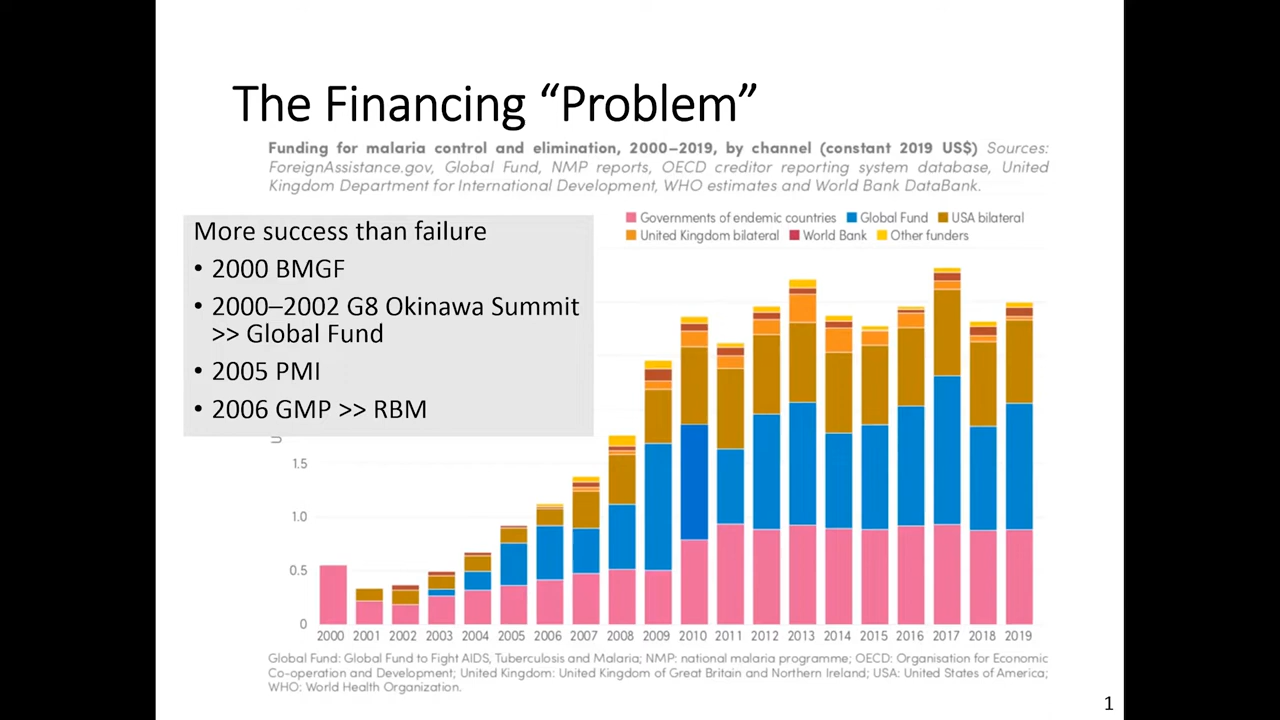 The Financing “Problem”
Funding for malaria control and elimination, 2000–2019, by channel (constant 2019 US$) Sources:
ForeignAssistance.gov, Global Fund, NMP reports, OECD creditor reporting system database, United
Kingdom Department for International Development, WHO estimates and World Bank DataBank.
More success than failure
• 2000 BMGF
• 2000–2002 G8 Okinawa Summit
>> Global Fund
• 2005 PMI
• 2006 GMP >> RBM
Governments of endemic countries Global Fund USA bilateral
United Kingdom bilateral World Bank Other funders
1.5
1.0
0.5
0
2000 2001 2002 2003 2004 2005 2006 2007 2008 2009 2010 2011 2012 2013 2014 2015 2016 2017 2018 2019
Global Fund: Global Fund to Fight AIDS, Tuberculosis and Malaria; NMP: national malaria programme; OECD: Organisation for Economic
Co-operation and Development; United Kingdom: United Kingdom of Great Britain and Northern Ireland; USA: United States of America;
WHO: World Health Organization.
1